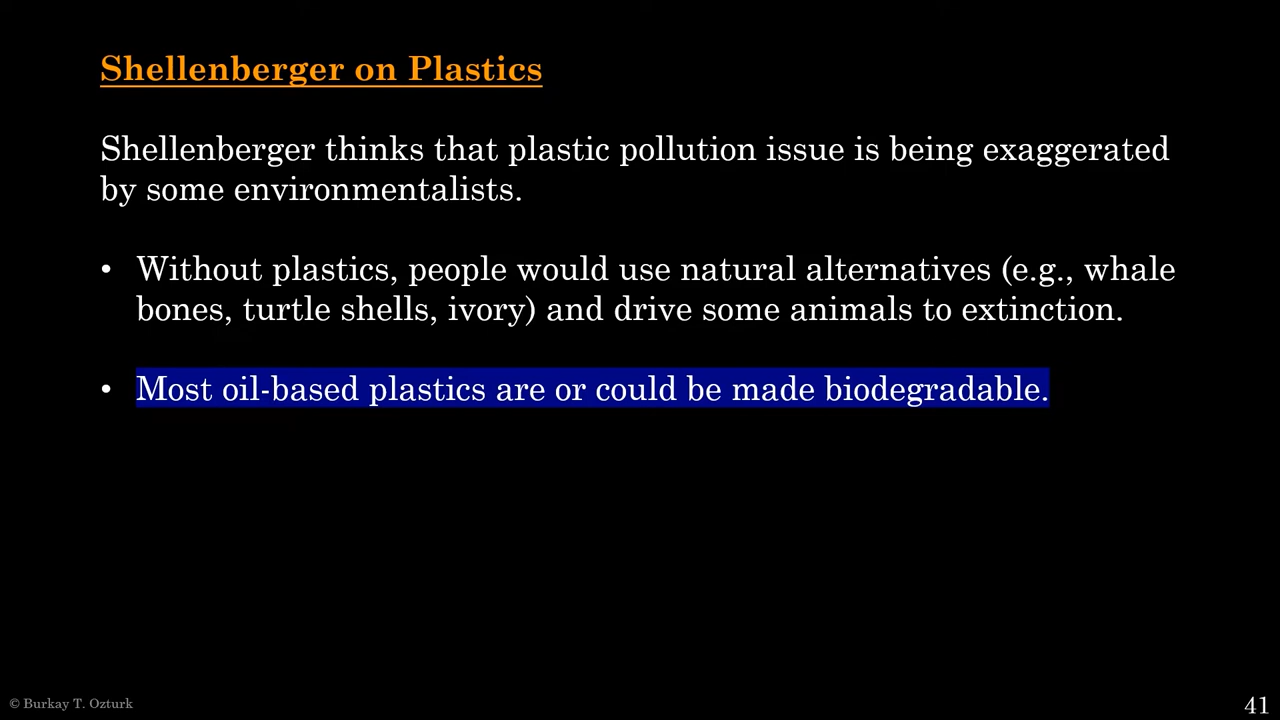 Shellenberger on Plastics
Shellenberger thinks that plastic pollution issue is being exaggerated
by some environmentalists.
• Without plastics, people would use natural alternatives (e.g., whale
bones, turtle shells, ivory) and drive some animals to extinction.
• Most oil-based plastics are or could be made biodegradable.
© Burkay T. Ozturk
41